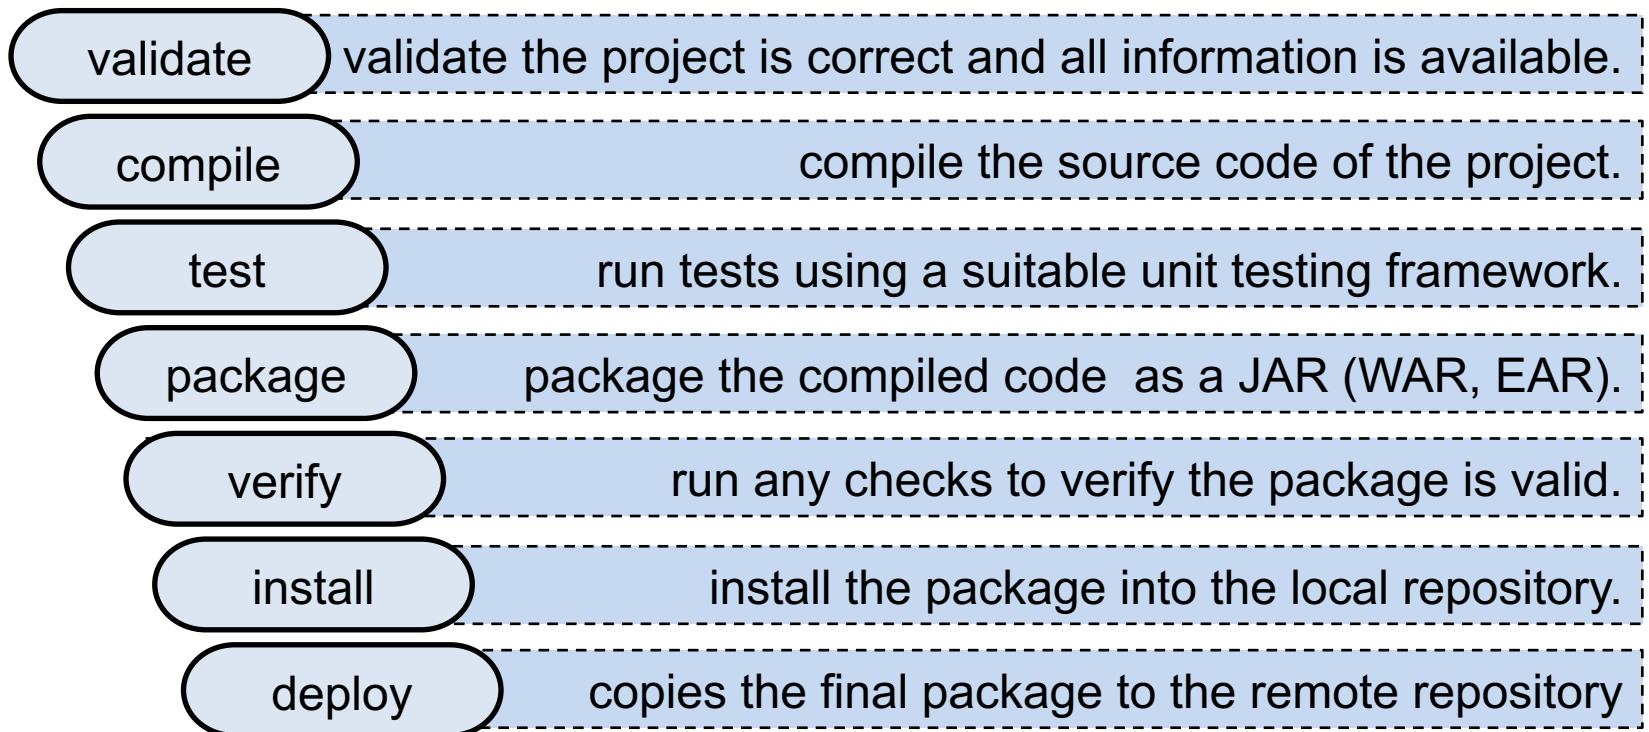 validate validate the project is correct and all information is available.
compile compile the source code of the project.
test run tests using a suitable unit testing framework.
package package the compiled code  as a JAR (WAR, EAR).
verify run any checks to verify the package is valid.
install install the package into the local repository.
deploy copies the final package to the remote repository